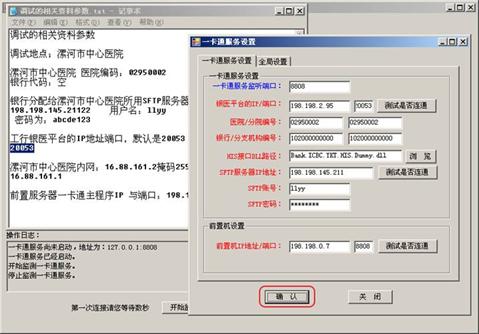 调试的相关资料参数.txt - 记事本
文件(F) 编辑(E) 格式(O) 查看(V) 帮助(H)
调试的相关资料参数
调试地点：漯河市中心医院
漯河市中心医院 医院编码：02950002
银行代码：空
银行分配给漯河市中心医院所用SFTP服务器
198.198.145.21122 用户名：llyy
密码为：abcde123
工行银医平台的IP地址端口，默认是20053
20053
漯河市中心医院内网：16.88.161.2掩码255
16.88.161.1
前置服务器一卡通主程序IP 与端口：198.1
操作日志：
一卡通服务尚未启动，地址为：127.0.0.1:8808
一卡通服务已经启动。
开始监测一卡通服务。
停止监测一卡通服务。
第一次连接请您等待数秒
开始监
一卡通服务设置
一卡通服务设置 全局设置
一卡通服务设置
一卡通服务监听端口： 8808
银医平台的IP/端口： 198.198.2.95 20053 测试是否连通
医院/分院编号： 02950002 02950002
银行/分支机构编号： 102000000000 102000000000
HIS接口DLL路径： Bank.ICBC.YKT.HIS.Dummy.dll 浏 览
SFTP服务器IP地址： 198.198.145.211 测试是否连通
SFTP账号： llyy
SFTP密码： ********
前置机设置
前置机IP地址/端口： 198.198.0.7 8808 测试是否连通
确 认
关 闭